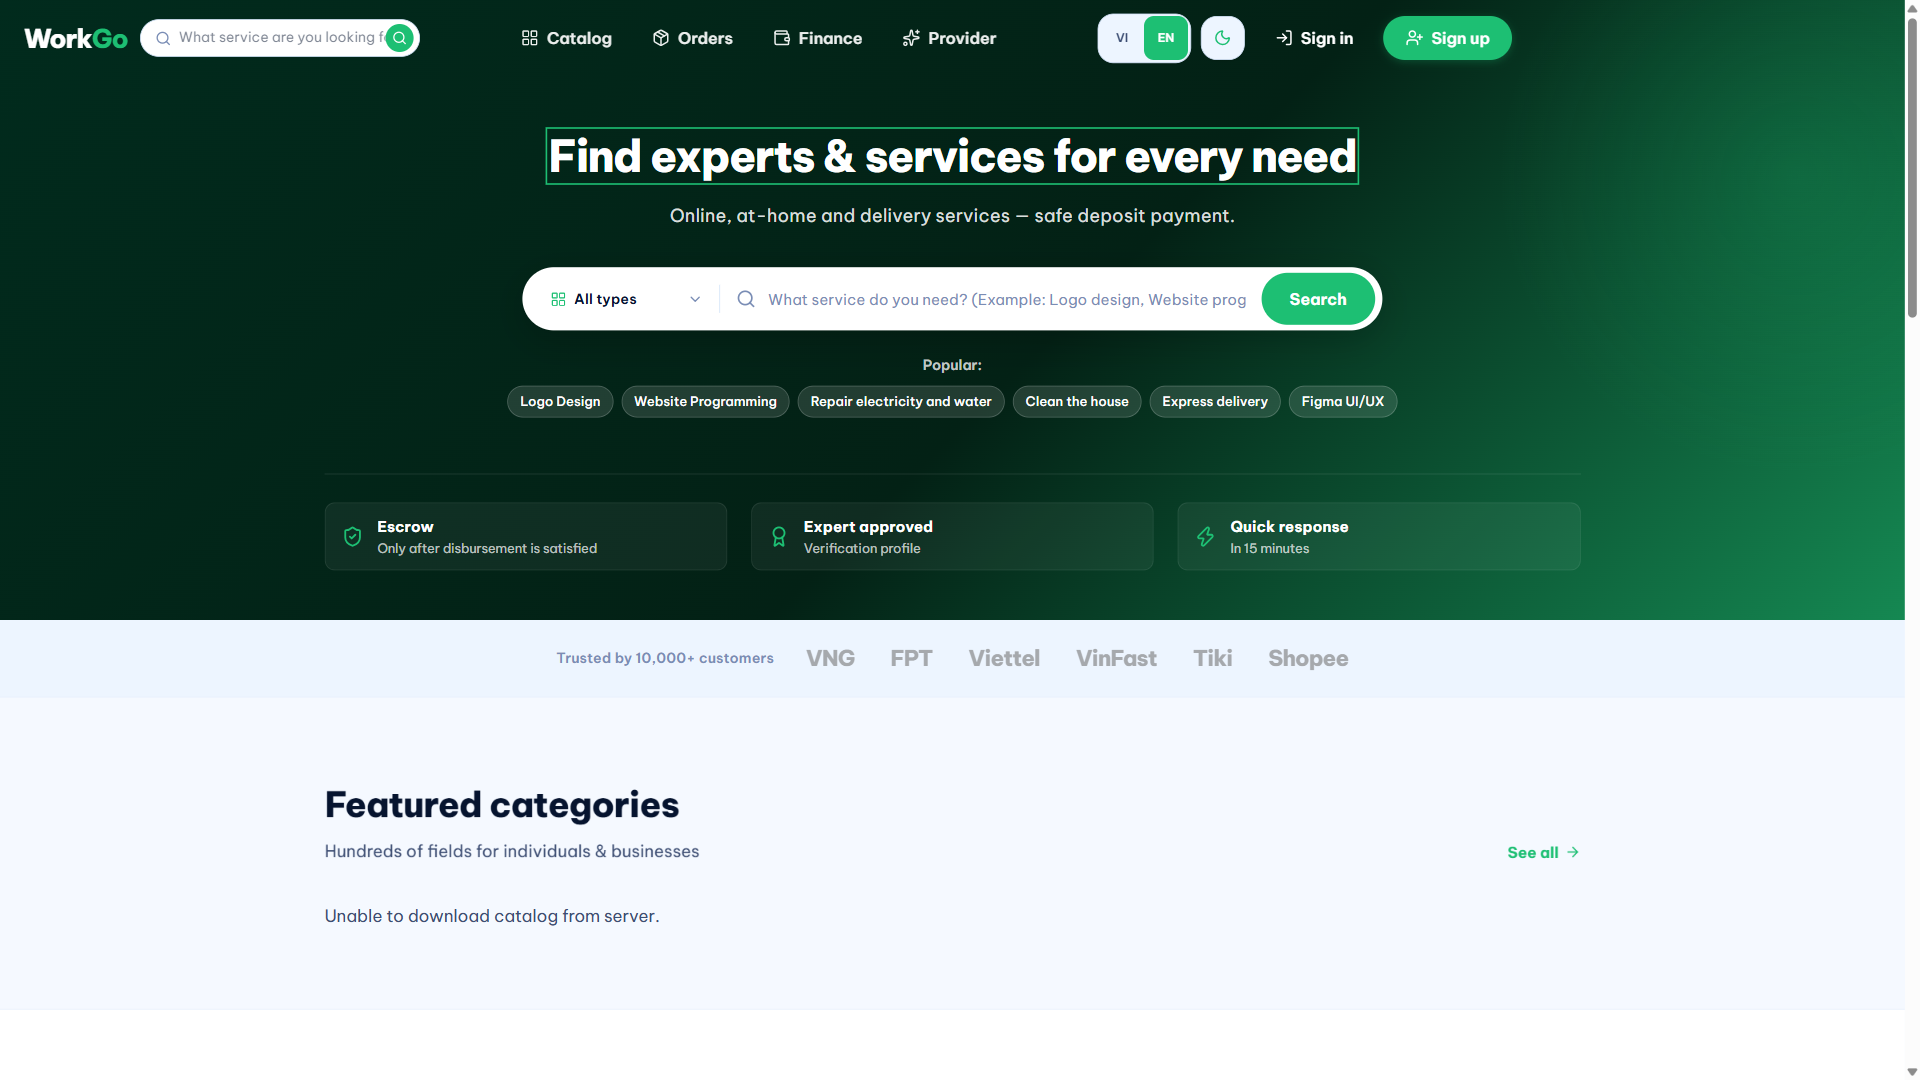 WorkGo
What service are you looking f
Catalog
Orders
Finance
Provider
VI
EN
Sign in
Sign up
Find experts & services for every need
Online, at-home and delivery services — safe deposit payment.
All types
What service do you need? (Example: Logo design, Website prog
Search
Popular:
Logo Design
Website Programming
Repair electricity and water
Clean the house
Express delivery
Figma UI/UX
Escrow
Only after disbursement is satisfied
Expert approved
Verification profile
Quick response
In 15 minutes
Trusted by 10,000+ customers
VNG
FPT
Viettel
VinFast
Tiki
Shopee
Featured categories
Hundreds of fields for individuals & businesses
See all
Unable to download catalog from server.